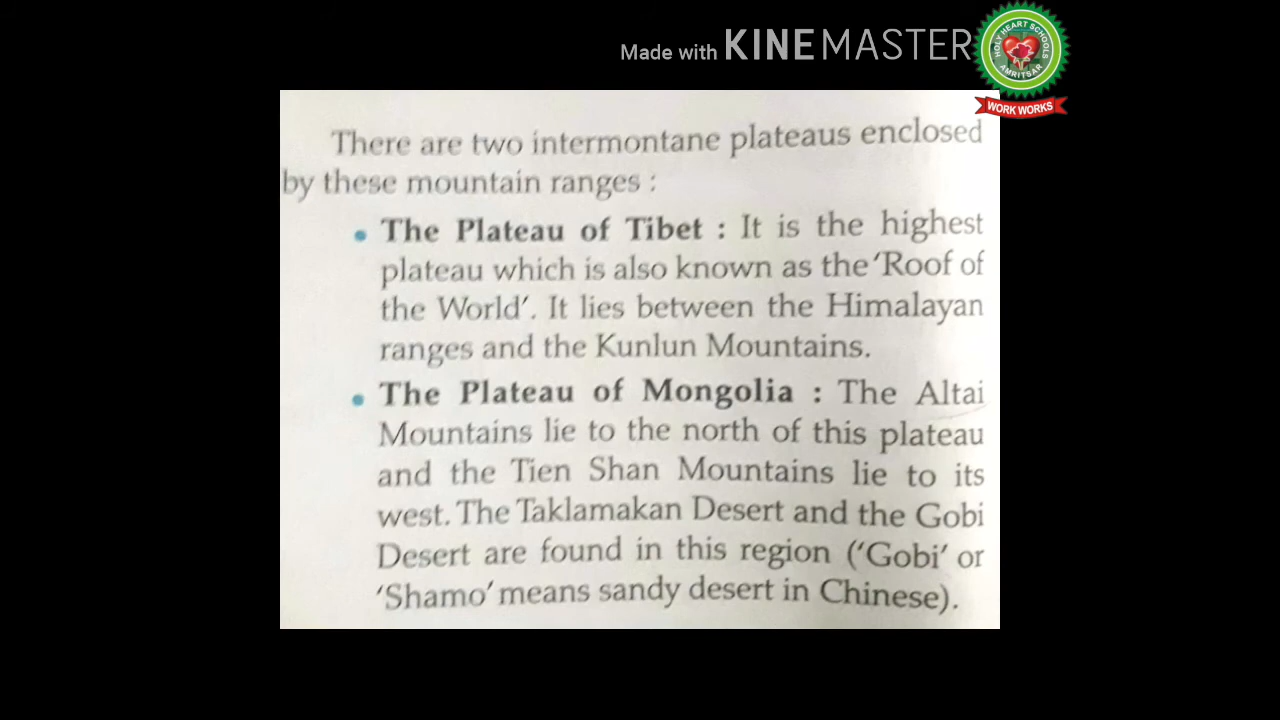 Made with KINEMASTER
HOLY HEART SCHOOLS
AMRITSAR
WORK WORKS
There are two intermontane plateaus enclosed
by these mountain ranges :
• The Plateau of Tibet : It is the highest
plateau which is also known as the 'Roof of
the World'. It lies between the Himalayan
ranges and the Kunlun Mountains.
• The Plateau of Mongolia : The Altai
Mountains lie to the north of this plateau
and the Tien Shan Mountains lie to its
west. The Taklamakan Desert and the Gobi
Desert are found in this region ('Gobi' or
'Shamo' means sandy desert in Chinese).